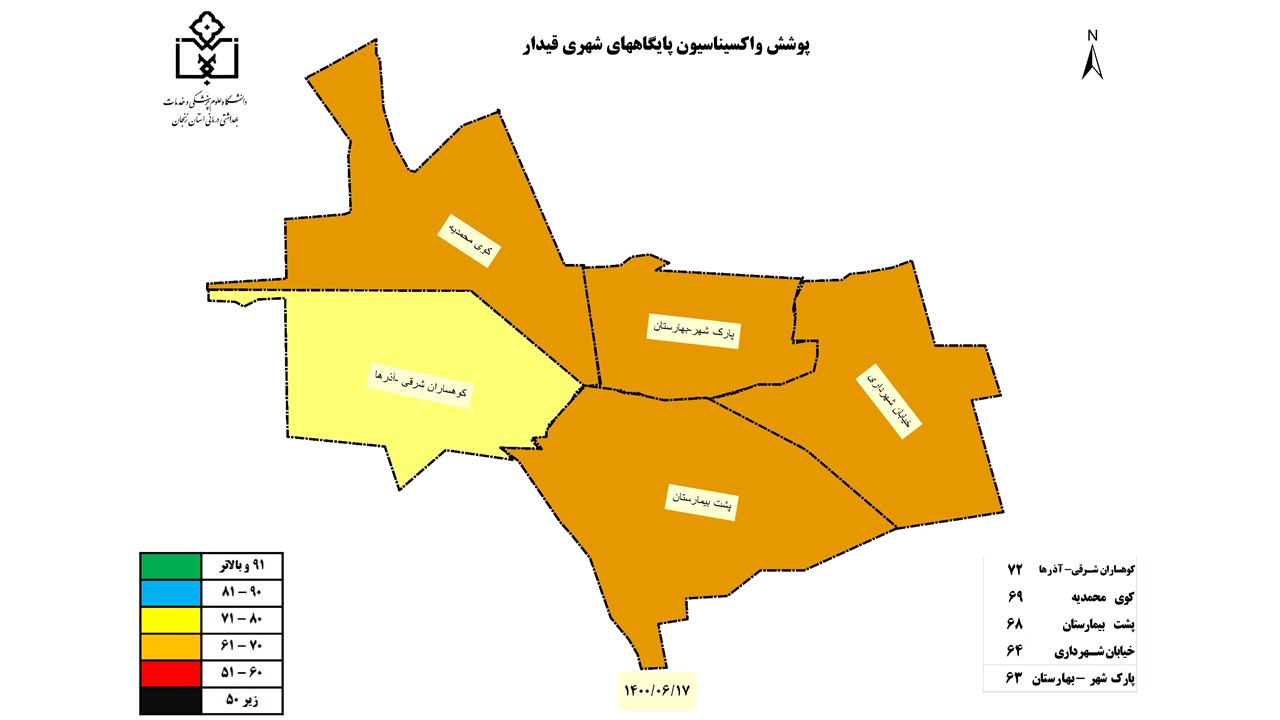 پوشش واکسیناسیون پایگاههای شهری قیدار
N
دانشگاه علوم پزشکی و خدمات
بهداشتی درمانی استان زنجان
کوی محمدیه
پارک شهر-بهارستان
خیابان شهرداری
کوهساران شرقی -آذرها
پشت بیمارستان
۹۱ و بالاتر
۸۱ – ۹۰
۷۱ – ۸۰
۶۱ – ۷۰
۵۱ – ۶۰
زیر ۵۰
کوهساران شرقی – آذرها ۷۲
کوی محمدیه ۶۹
پشت بیمارستان ۶۸
خیابان شهرداری ۶۴
پارک شهر – بهارستان ۶۳
۱۴۰۰/۰۶/۱۷